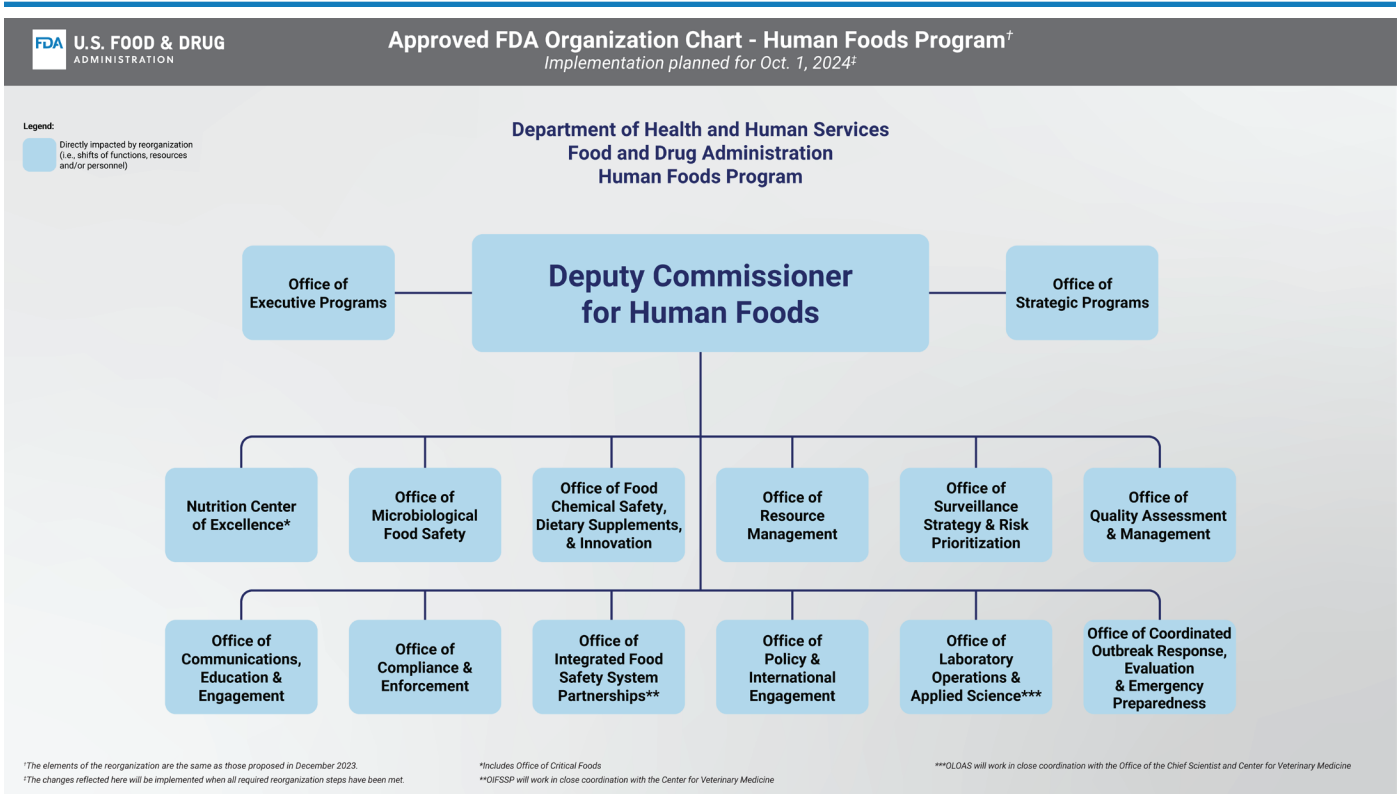 FDA U.S. FOOD & DRUG
ADMINISTRATION
Approved FDA Organization Chart - Human Foods Program†
Implementation planned for Oct. 1, 2024‡
Legend:
Directly impacted by reorganization
(i.e., shifts of functions, resources
and/or personnel)
Department of Health and Human Services
Food and Drug Administration
Human Foods Program
Office of
Executive Programs
Deputy Commissioner
for Human Foods
Office of
Strategic Programs
Nutrition Center
of Excellence*
Office of
Microbiological
Food Safety
Office of Food
Chemical Safety,
Dietary Supplements,
& Innovation
Office of
Resource
Management
Office of
Surveillance
Strategy & Risk
Prioritization
Office of
Quality Assessment
& Management
Office of
Communications,
Education &
Engagement
Office of
Compliance &
Enforcement
Office of
Integrated Food
Safety System
Partnerships**
Office of
Policy &
International
Engagement
Office of
Laboratory
Operations &
Applied Science***
Office of Coordinated
Outbreak Response,
Evaluation
& Emergency
Preparedness
†The elements of the reorganization are the same as those proposed in December 2023.
‡The changes reflected here will be implemented when all required reorganization steps have been met.
*Includes Office of Critical Foods
**OIFSSP will work in close coordination with the Center for Veterinary Medicine
***OLOAS will work in close coordination with the Office of the Chief Scientist and Center for Veterinary Medicine